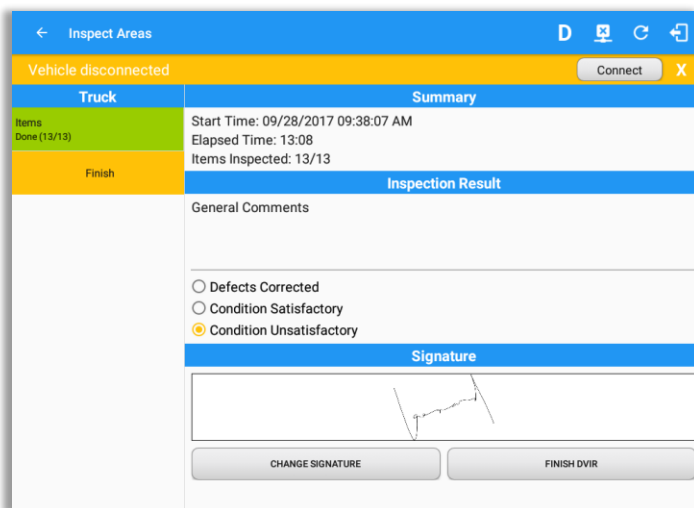 Inspect Areas
D
Vehicle disconnected
Connect
X
Truck
Items
Done (13/13)
Finish
Summary
Start Time: 09/28/2017 09:38:07 AM
Elapsed Time: 13:08
Items Inspected: 13/13
Inspection Result
General Comments
Defects Corrected
Condition Satisfactory
Condition Unsatisfactory
Signature
CHANGE SIGNATURE
FINISH DVIR